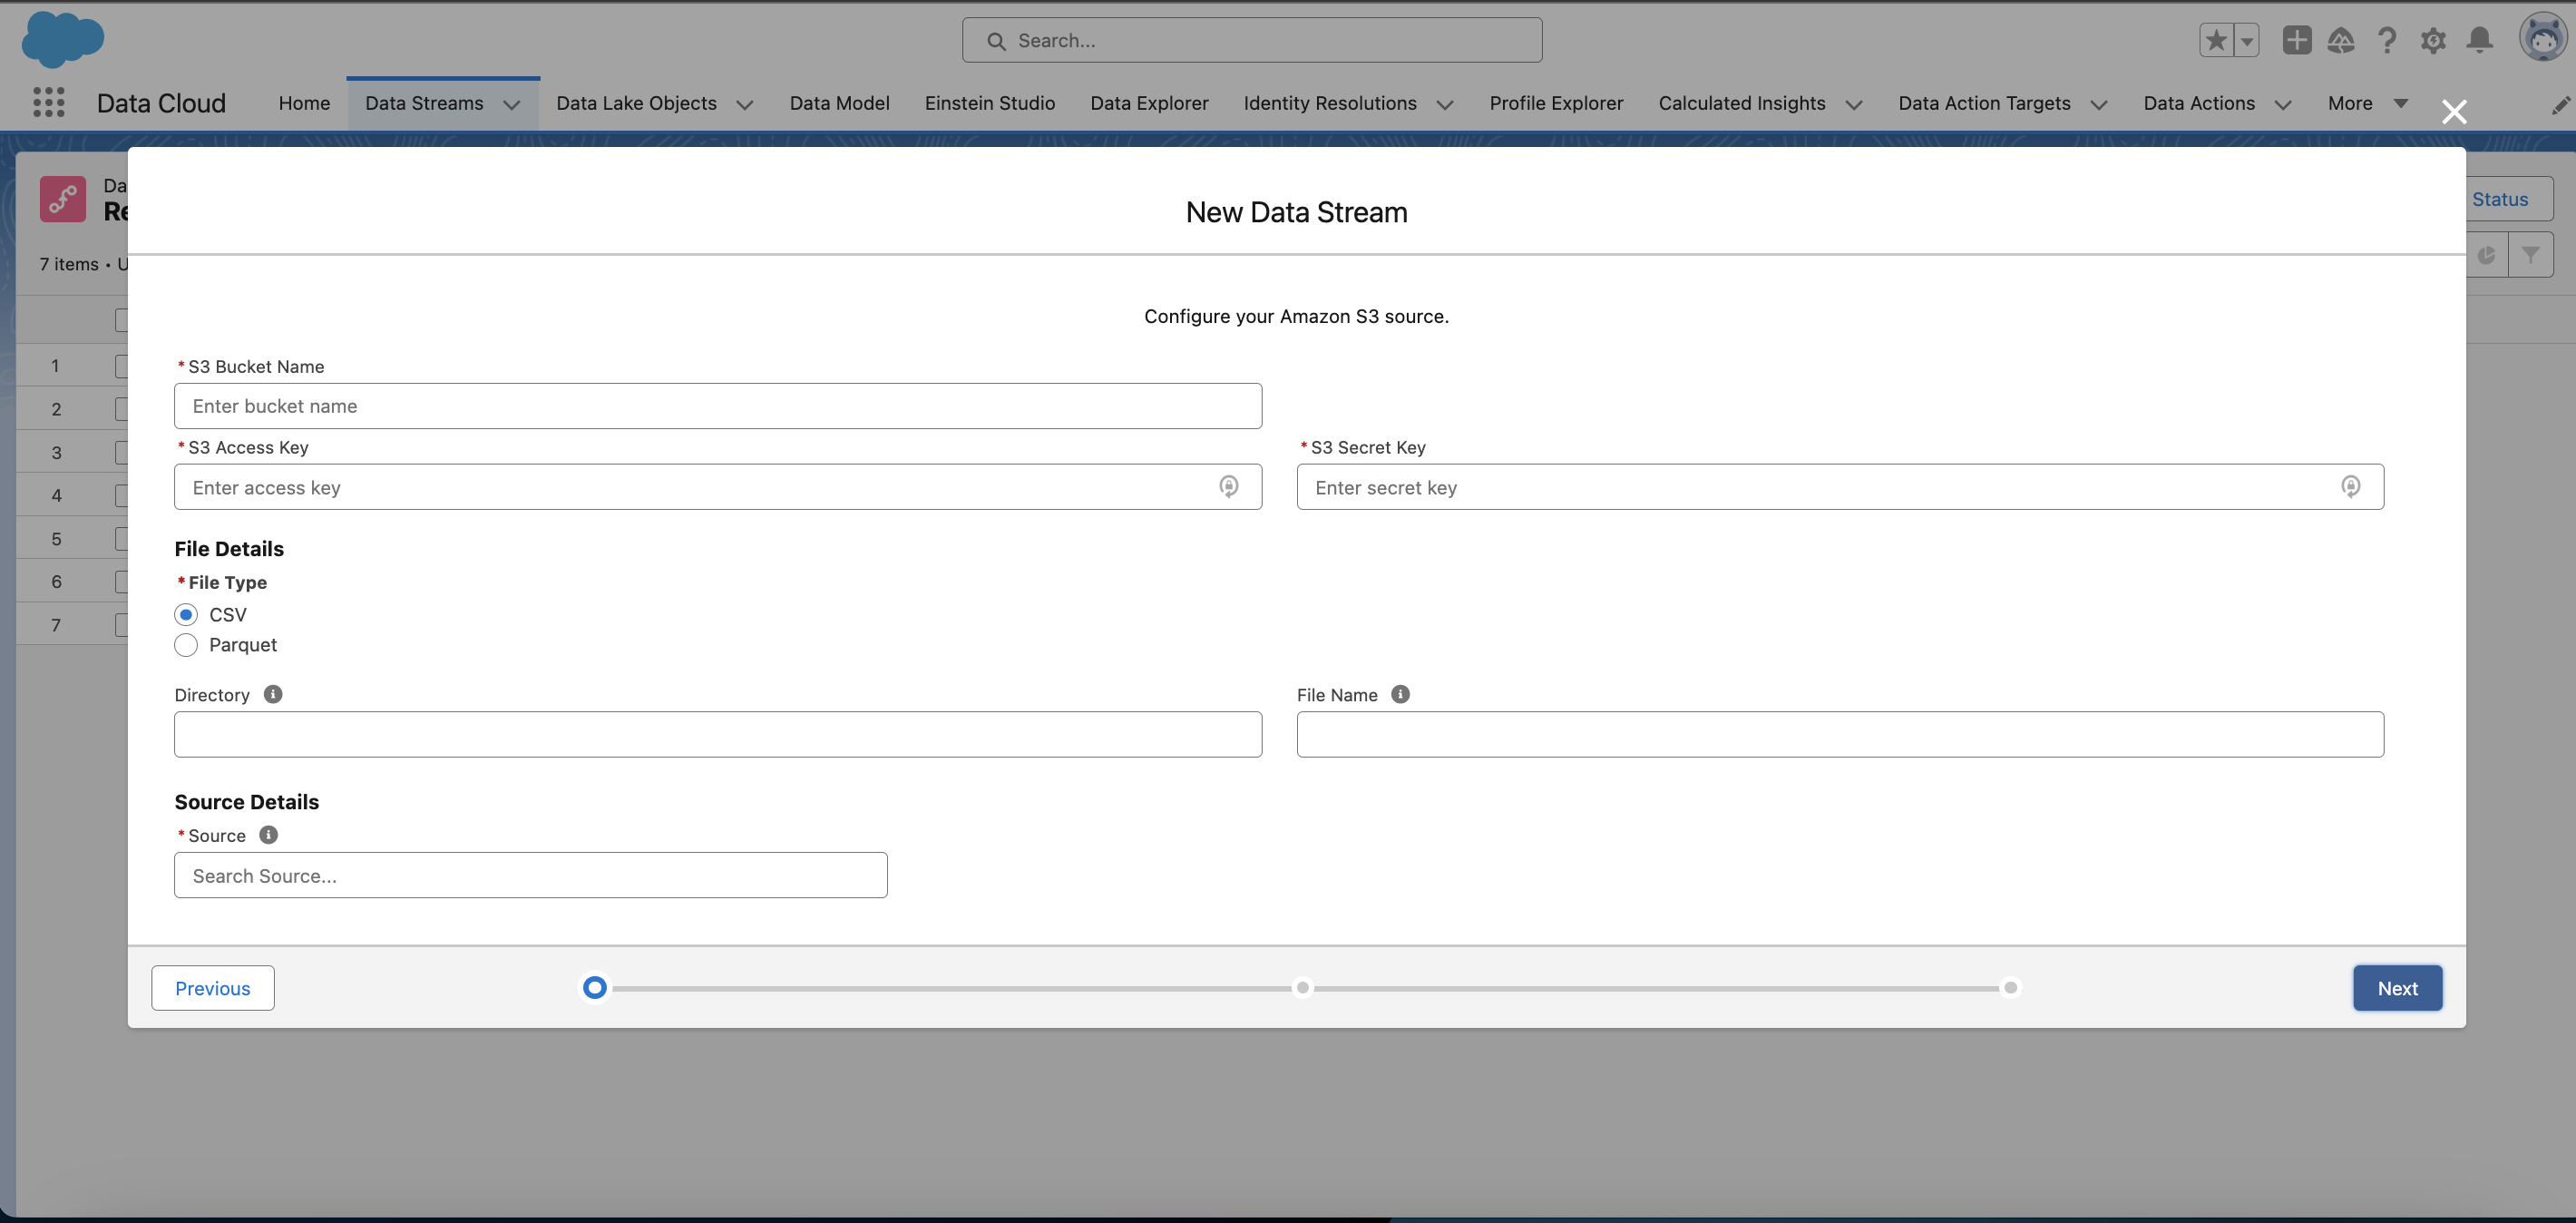 Search...
Data Cloud Home Data Streams Data Lake Objects Data Model Einstein Studio Data Explorer Identity Resolutions Profile Explorer Calculated Insights Data Action Targets Data Actions More
Da
Re
Status
7 items • U
New Data Stream
Configure your Amazon S3 source.
* S3 Bucket Name
Enter bucket name
* S3 Access Key
Enter access key
* S3 Secret Key
Enter secret key
File Details
* File Type
CSV
Parquet
Directory
File Name
Source Details
* Source
Search Source...
1
2
3
4
5
6
7
Previous
Next